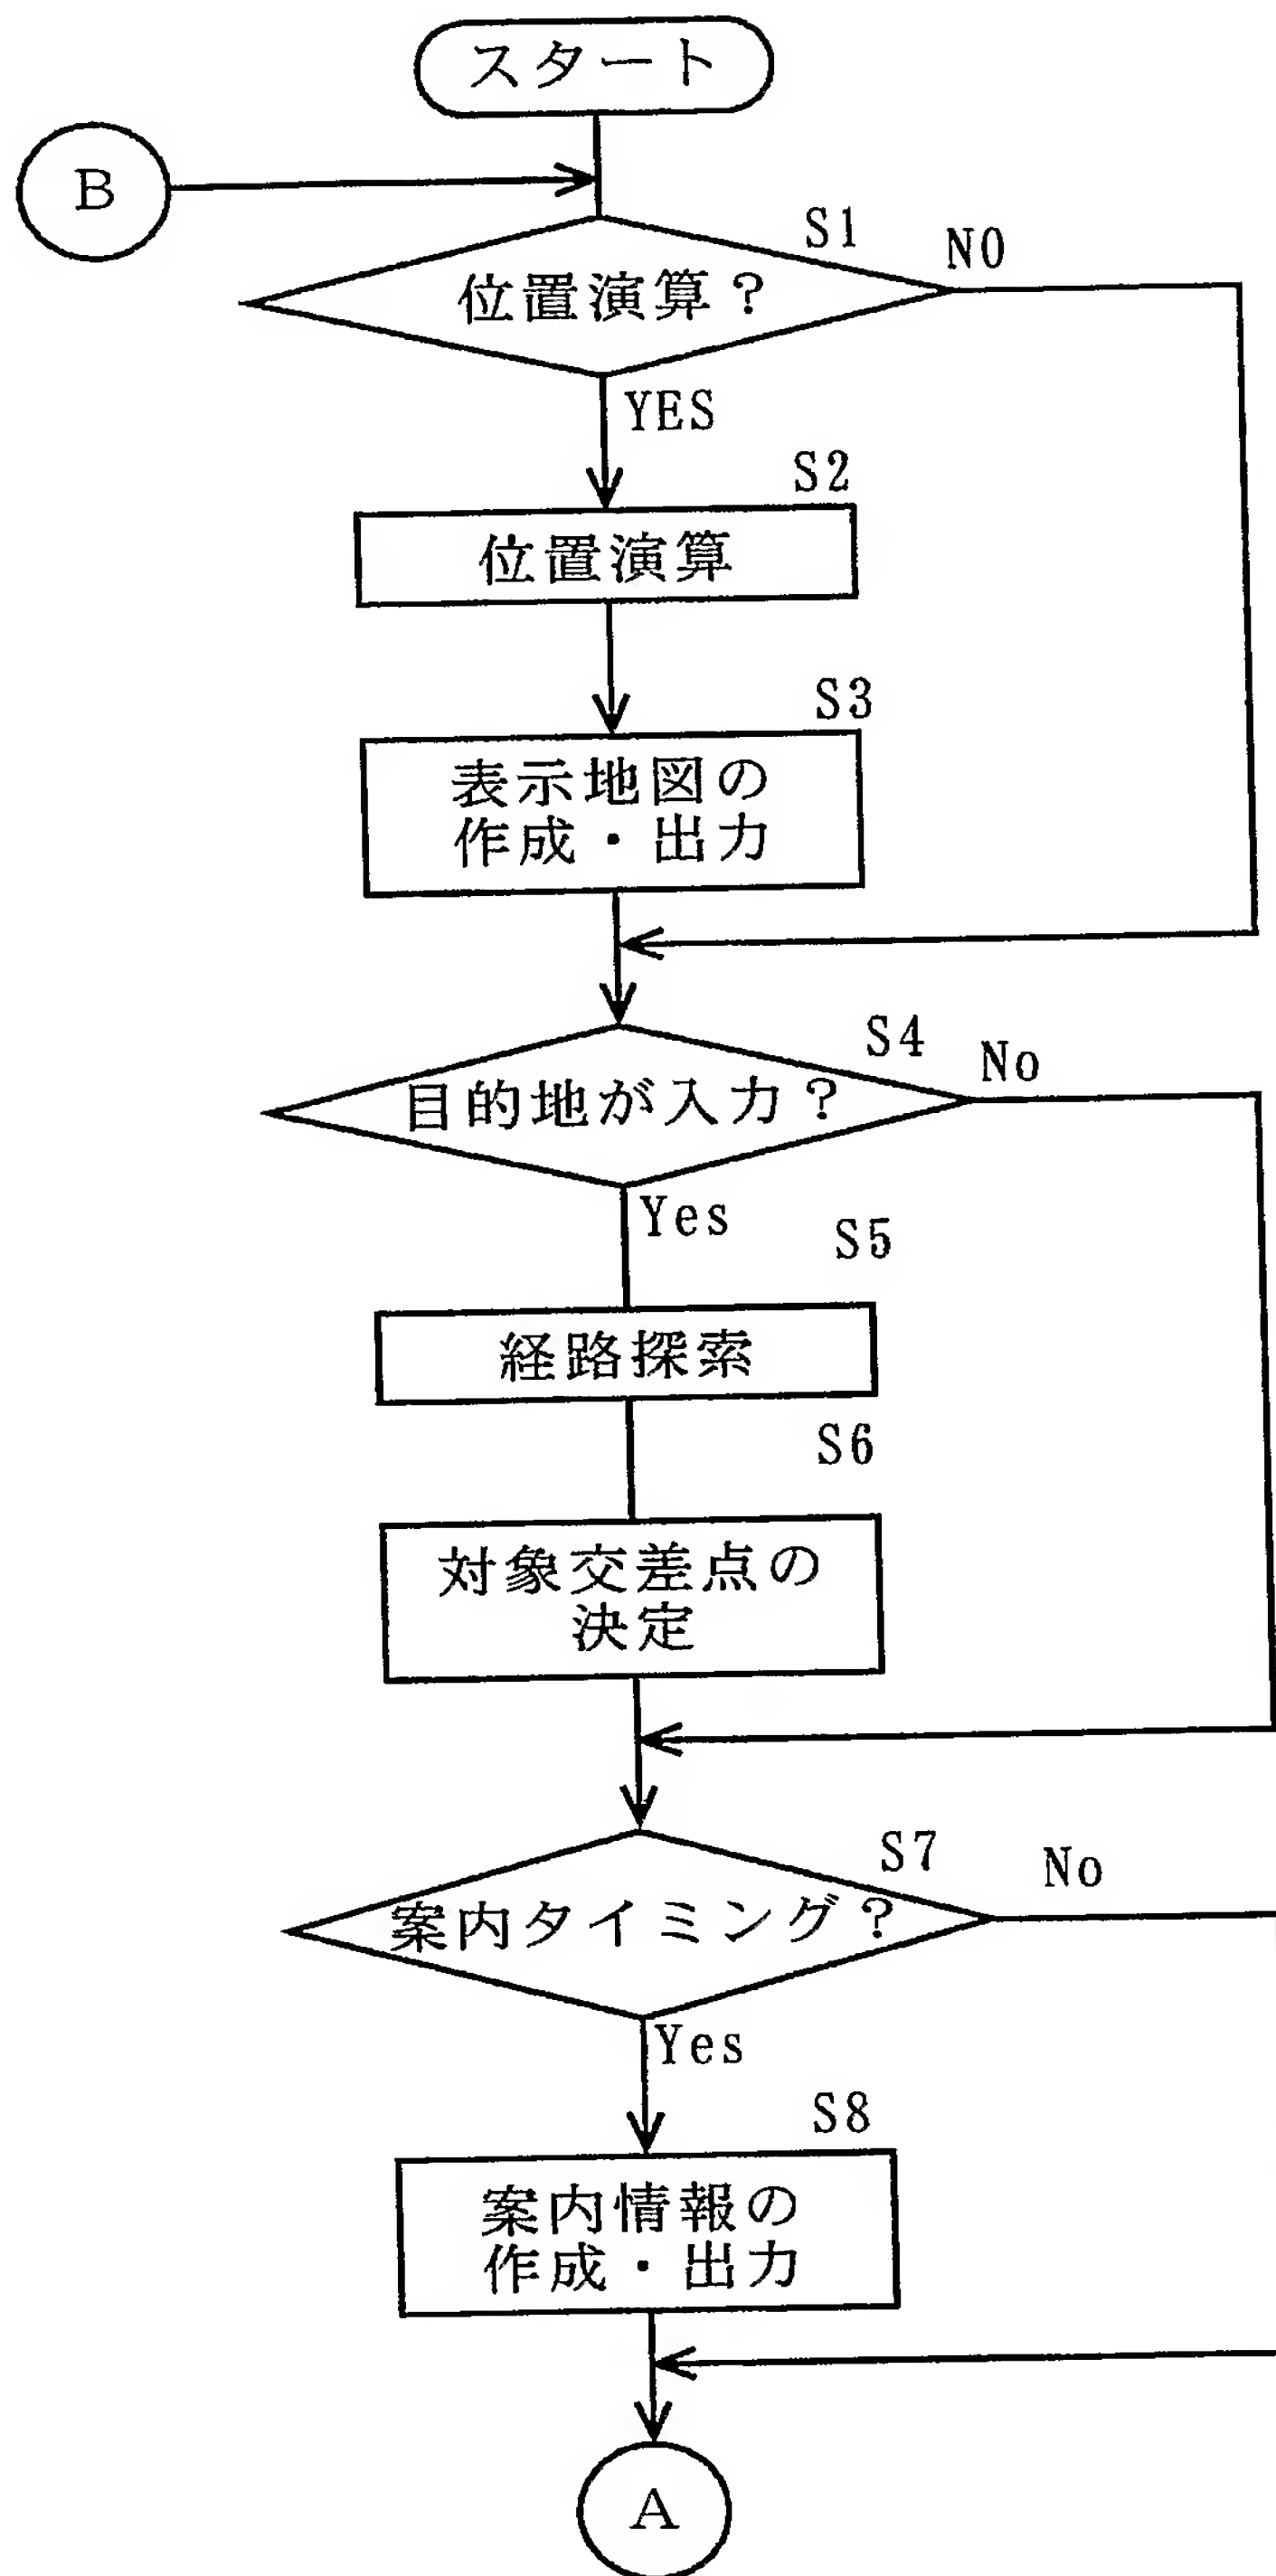 スタート
B
S1
NO
位置演算？
YES
S2
位置演算
S3
表示地図の
作成・出力
S4
No
目的地が入力？
Yes
S5
経路探索
S6
対象交差点の
決定
S7
No
案内タイミング？
Yes
S8
案内情報の
作成・出力
A